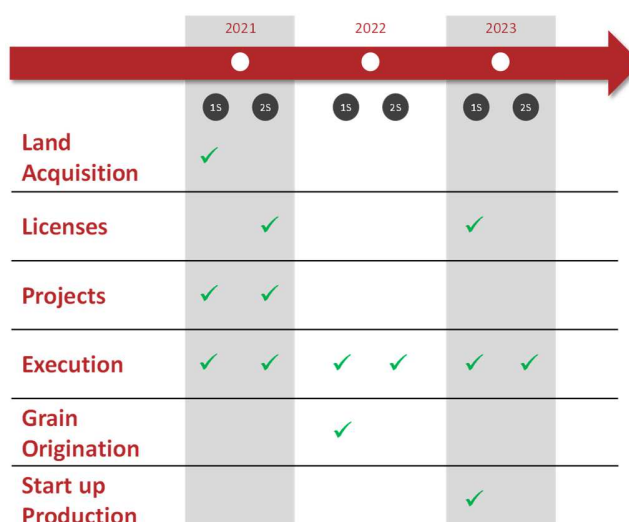 2021 2022 2023
1S 2S 1S 2S 1S 2S
Land
Acquisition
Licenses
Projects
Execution
Grain
Origination
Start up
Production